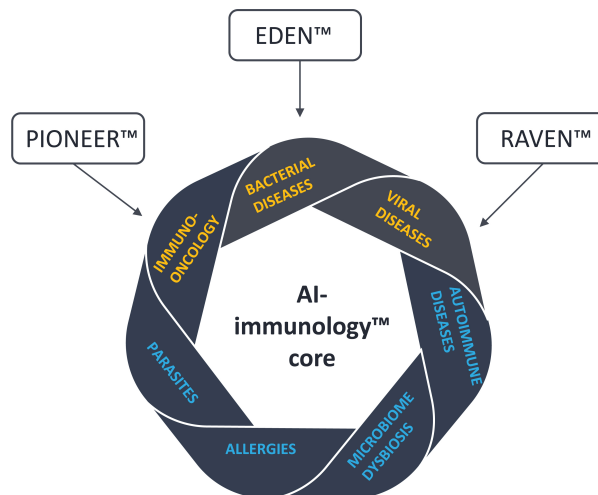 EDEN™
PIONEER™
RAVEN™
BACTERIAL
DISEASES
VIRAL
DISEASES
IMMUNO-
ONCOLOGY
AI-
immunology™
core
AUTOIMMUNE
DISEASES
PARASITES
MICROBIOME
DYSBIOSIS
ALLERGIES